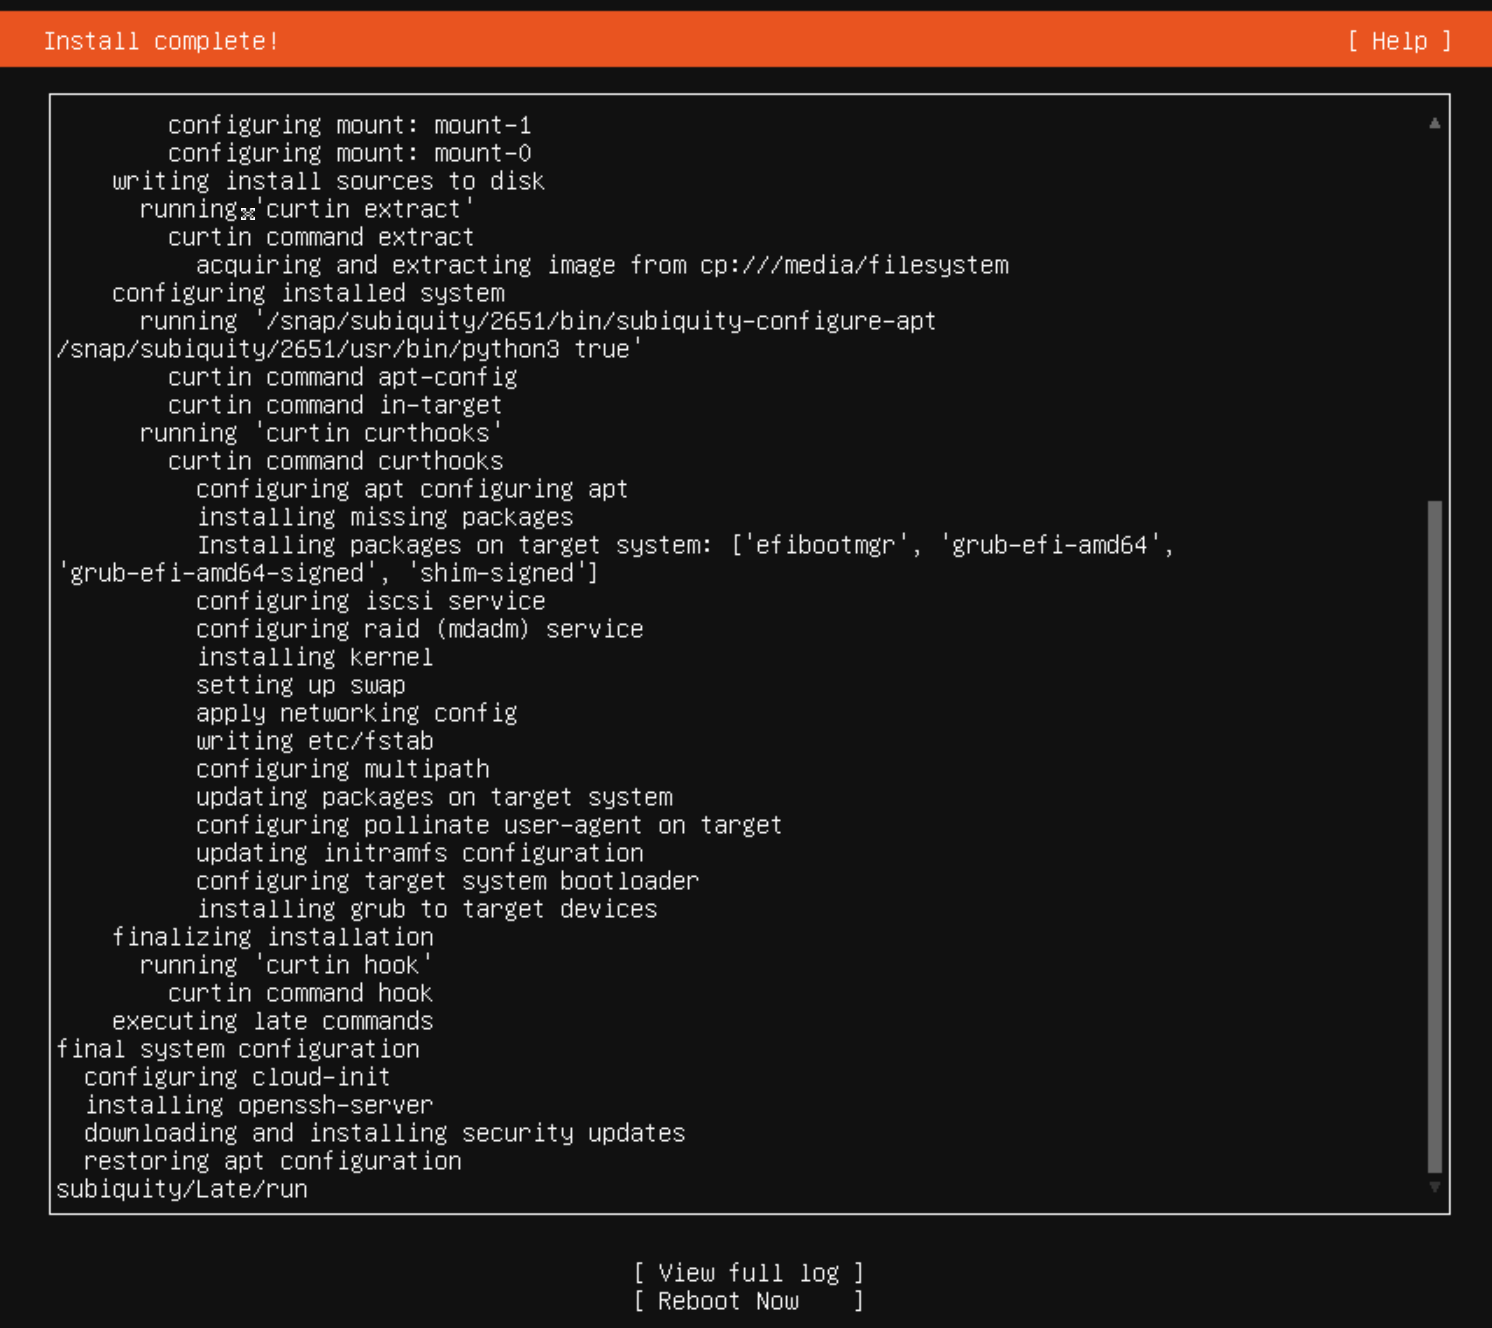 Install complete!
[ Help ]
configuring mount: mount-1
configuring mount: mount-0
writing install sources to disk
running 'curtin extract'
curtin command extract
acquiring and extracting image from cp:///media/filesystem
configuring installed system
running '/snap/subiquity/2651/bin/subiquity-configure-apt
/snap/subiquity/2651/usr/bin/python3 true'
curtin command apt-config
curtin command in-target
running 'curtin curthooks'
curtin command curthooks
configuring apt configuring apt
installing missing packages
Installing packages on target system: ['efibootmgr', 'grub-efi-amd64',
'grub-efi-amd64-signed', 'shim-signed']
configuring iscsi service
configuring raid (mdadm) service
installing kernel
setting up swap
apply networking config
writing etc/fstab
configuring multipath
updating packages on target system
configuring pollinate user-agent on target
updating initramfs configuration
configuring target system bootloader
installing grub to target devices
finalizing installation
running 'curtin hook'
curtin command hook
executing late commands
final system configuration
configuring cloud-init
installing openssh-server
downloading and installing security updates
restoring apt configuration
subiquity/Late/run
[ View full log ]
[ Reboot Now    ]